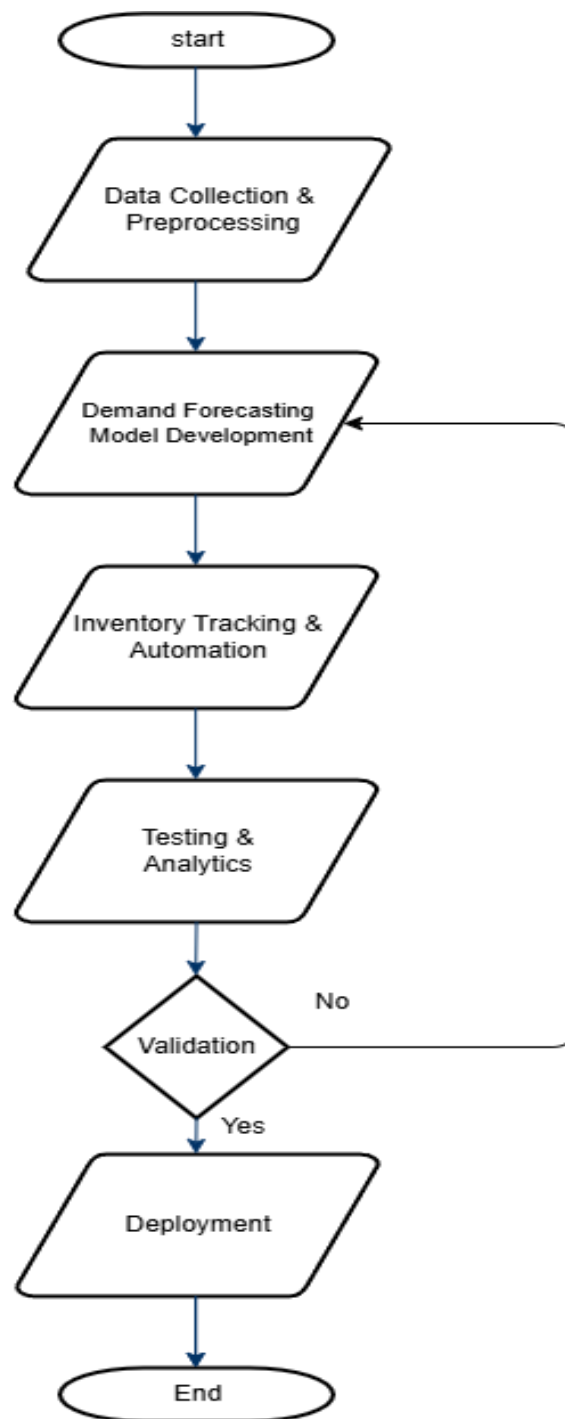 start
Data Collection &
Preprocessing
Demand Forecasting
Model Development
Inventory Tracking &
Automation
Testing &
Analytics
No
Validation
Yes
Deployment
End